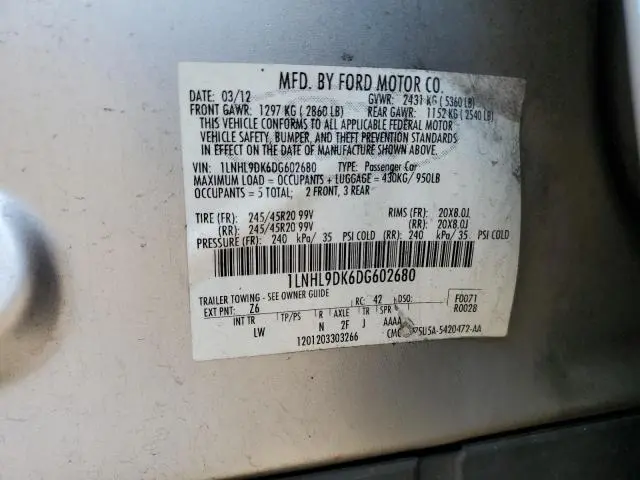 MFD. BY FORD MOTOR CO.
DATE: 03/12 GVWR: 2431 KG ( 5360 LB)
FRONT GAWR: 1297 KG ( 2860 LB) REAR GAWR: 1152 KG ( 2540 LB)
THIS VEHICLE CONFORMS TO ALL APPLICABLE FEDERAL MOTOR
VEHICLE SAFETY, BUMPER, AND THEFT PREVENTION STANDARDS
IN EFFECT ON THE DATE OF MANUFACTURE SHOWN ABOVE.
VIN: 1LNHL9DK6DG602680 TYPE: Passenger Car
MAXIMUM LOAD = OCCUPANTS + LUGGAGE = 430KG/ 950LB
OCCUPANTS = 5 TOTAL; 2 FRONT, 3 REAR
TIRE (FR): 245/45R20 99V RIMS (FR): 20X8.0J
(RR): 245/45R20 99V (RR): 20X8.0J
PRESSURE (FR): 240 kPa/ 35 PSI COLD (RR): 240 kPa/ 35 PSI COLD
1LNHL9DK6DG602680
TRAILER TOWING - SEE OWNER GUIDE
EXT PNT: Z6 RC: 42 DSO: F0071
INT TR TP/PS R AXLE TR SPR R0028
LW N 2F J AAAA
1201203303266 5U5A-5420472-AA